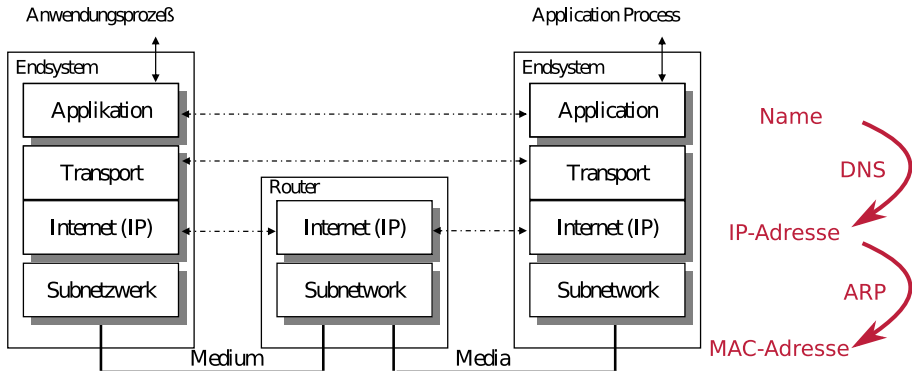 Anwendungsprozeß
Application Process
Endsystem
Applikation
Transport
Internet (IP)
Subnetzwerk
Router
Internet (IP)
Subnetwork
Endsystem
Application
Transport
Internet (IP)
Subnetwork
Medium
Media
Name
DNS
IP-Adresse
ARP
MAC-Adresse